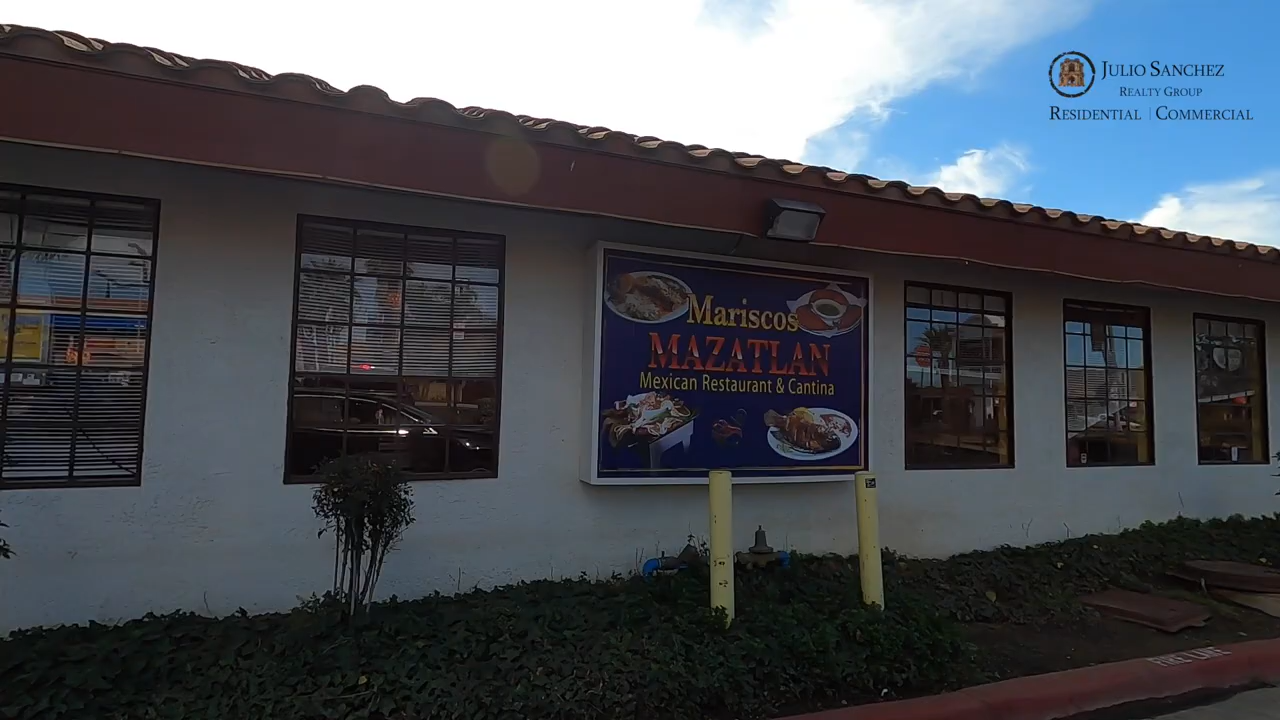 JULIO SANCHEZ
REALTY GROUP
RESIDENTIAL | COMMERCIAL
Mariscos
MAZATLAN
Mexican Restaurant & Cantina
FIRE LANE